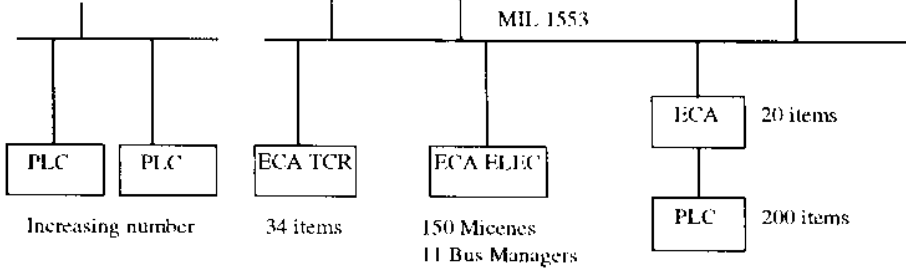 MIL 1553
ECA 20 items
PLC PLC ECA TCR ECA ELEC
PLC 200 items
Increasing number 34 items 150 Micenes
11 Bus Managers